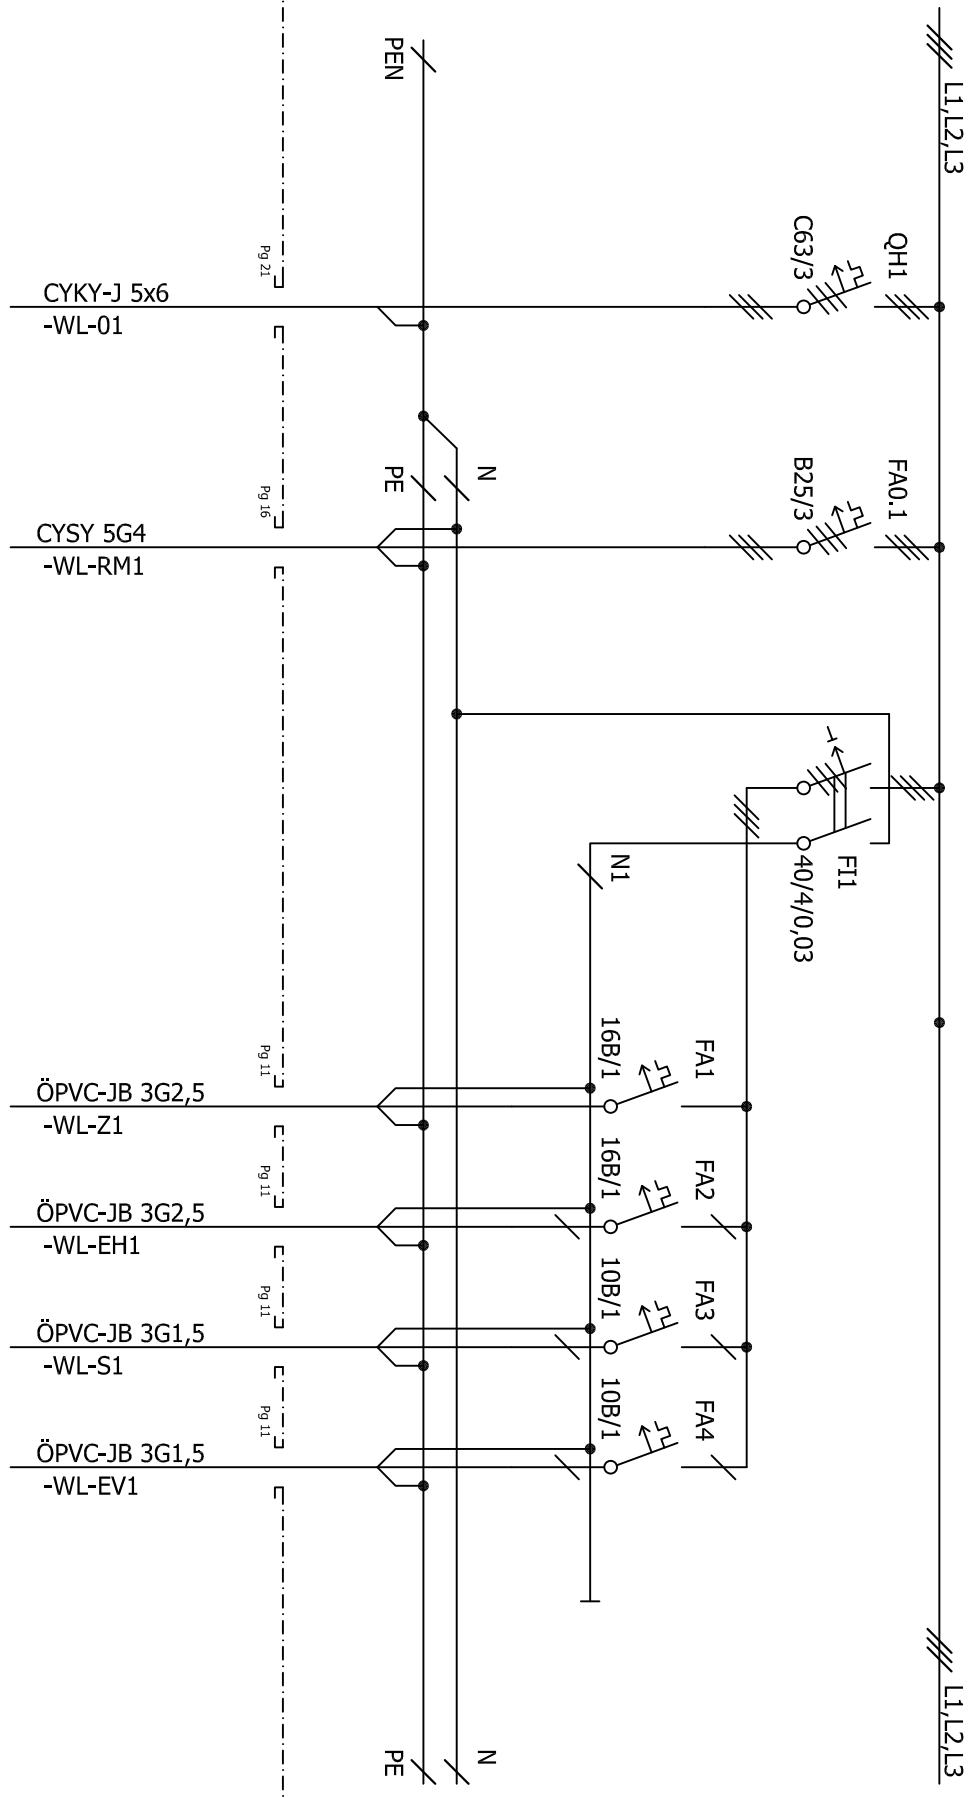 PEN
L1,L2,L3
QH1
C63/3
Pg 21
CYKY-J 5x6
-WL-01
N
PE
FA0.1
B25/3
Pg 16
CYSY 5G4
-WL-RM1
FI1
40/4/0,03
N1
FA1
16B/1
Pg 11
ÖPVC-JB 3G2,5
-WL-Z1
FA2
16B/1
Pg 11
ÖPVC-JB 3G2,5
-WL-EH1
FA3
10B/1
Pg 11
ÖPVC-JB 3G1,5
-WL-S1
FA4
10B/1
Pg 11
ÖPVC-JB 3G1,5
-WL-EV1
L1,L2,L3
N
PE